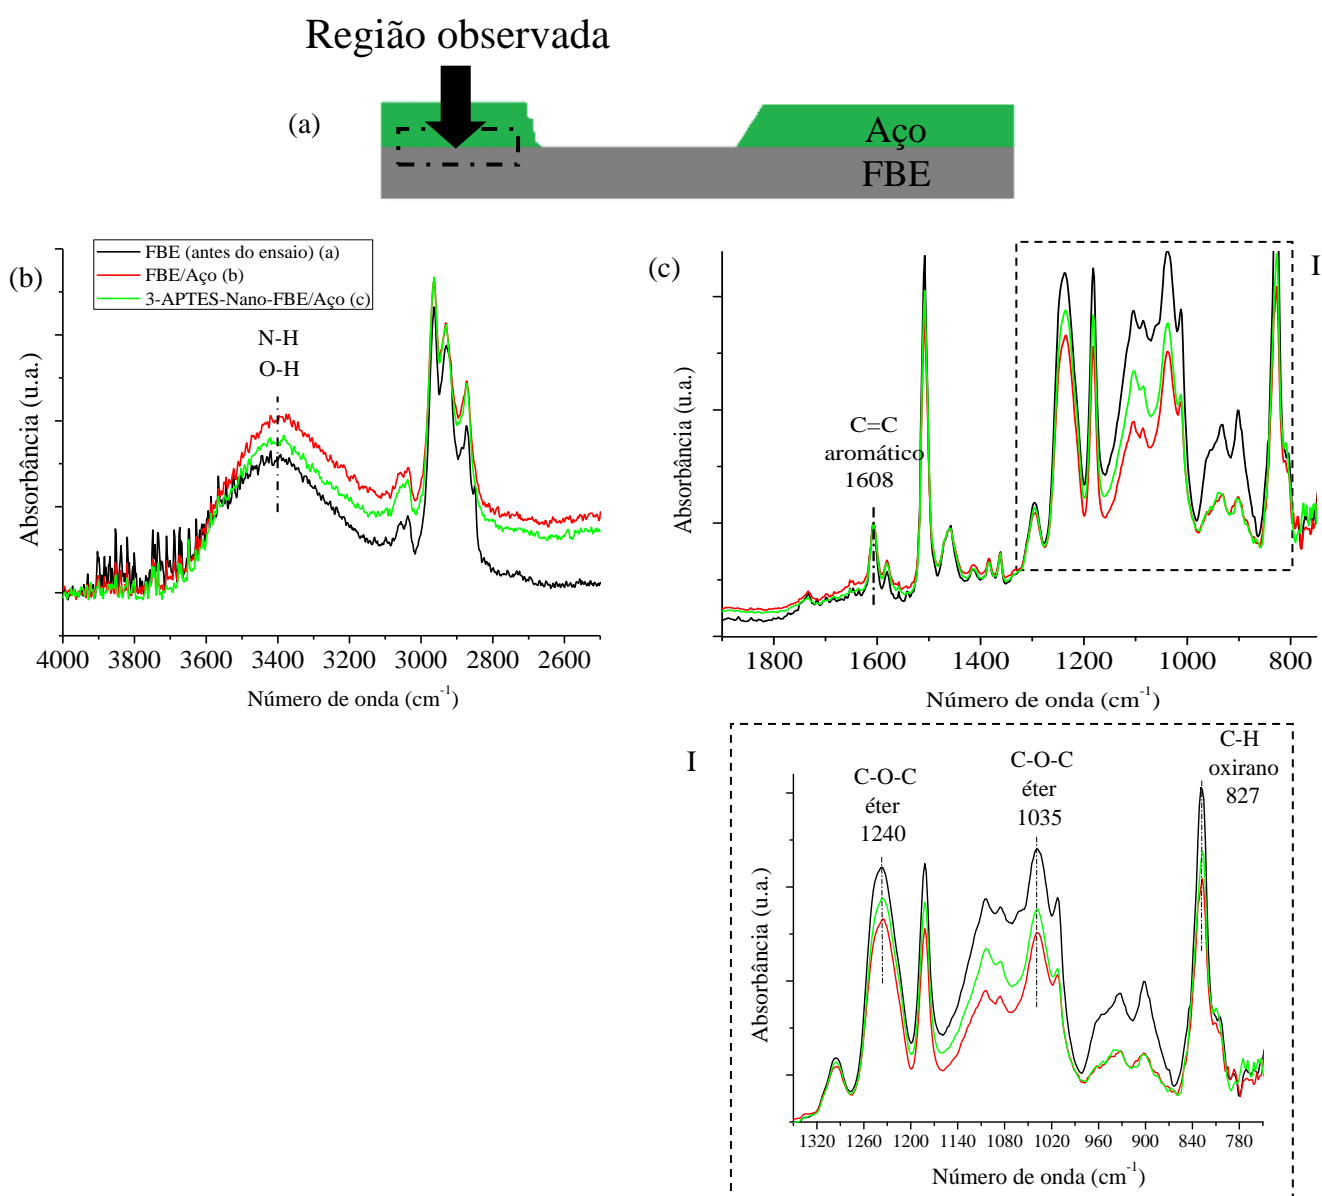 Região observada
(a)
Aço
FBE
(b)
FBE (antes do ensaio) (a)
FBE/Aço (b)
3-APTES-Nano-FBE/Aço (c)
N-H
O-H
Absorbância (u.a.)
4000 3600 3200 2800 2600
Número de onda (cm⁻¹)
(c)
I
C=C
aromático
1608
Absorbância (u.a.)
1800 1600 1400 1200 1000 800
Número de onda (cm⁻¹)
I
C-O-C
éter
1240
C-O-C
éter
1035
C-H
oxirano
827
Absorbância (u.a.)
1320 1260 1200 1140 1080 1020 960 900 840 780
Número de onda (cm⁻¹)